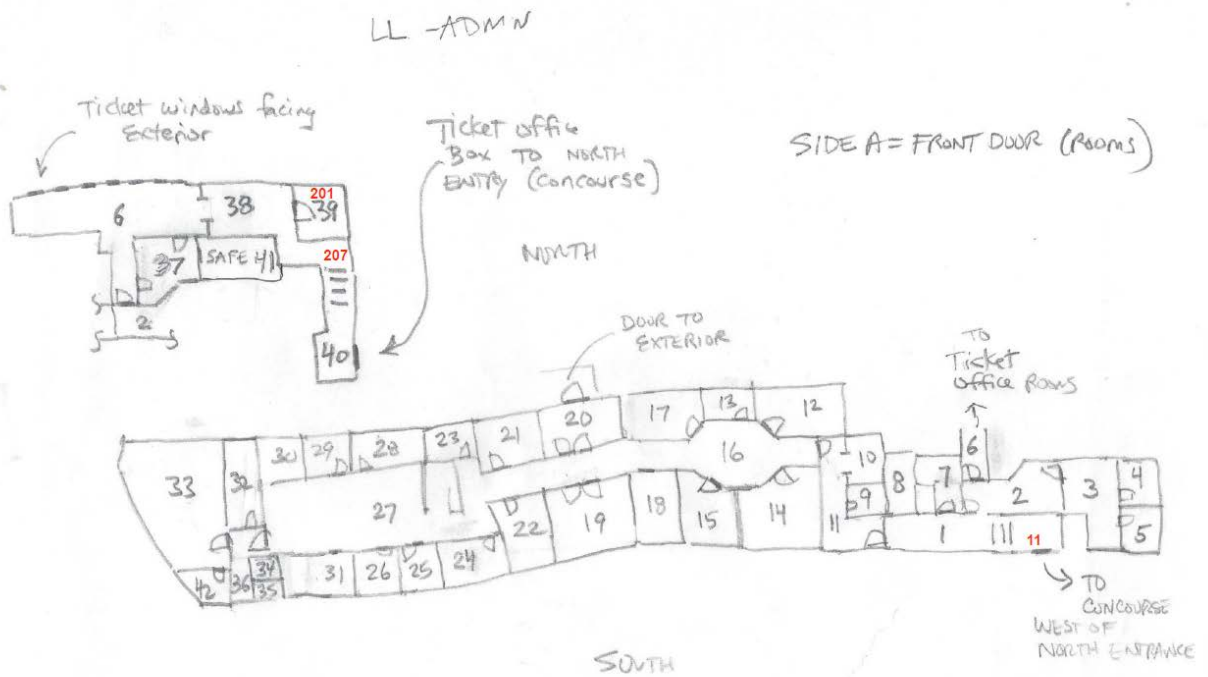 LL -ADMN
Ticket windows facing
Exterior
Ticket office
Box TO NORTH
ENTRY (CONCOURSE)
SIDE A = FRONT DOOR (ROOMS)
201
6
38
39
207
37
SAFE 41
2
40
NORTH
DOOR TO
EXTERIOR
TO
Ticket
office Rooms
33
32
30
29
28
23
21
20
17
13
12
16
27
22
19
18
15
14
11
10
9
8
7
6
2
3
4
5
1
11
42
36
34
35
31
26
25
24
TO
CONCOURSE
WEST OF
NORTH ENTRANCE
SOUTH